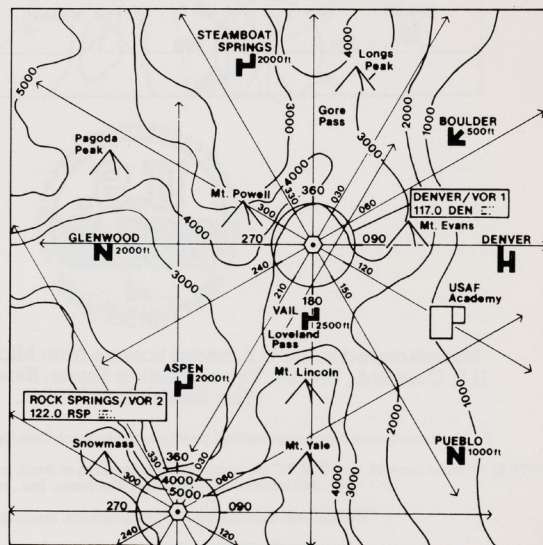 STEAMBOAT
SPRINGS
2000ft
4000
Longs
Peak
5000
3000
2000
1000
Gore
Pass
BOULDER
500ft
Pagoda
Peak
3000
Mt. Powell
4000
360
330
030
300
060
DENVER/VOR 1
117.0 DEN
Mt. Evans
GLENWOOD
2000ft
4000
270
090
DENVER
240
120
3000
210
150
180
USAF
Academy
VAIL
2500ft
Loveland
Pass
1000
ASPEN
2000ft
Mt. Lincoln
ROCK SPRINGS/VOR 2
122.0 RSP
2000
Snowmass
360
330
030
Mt. Yale
PUEBLO
1000ft
300
4000
060
5000
4000
3000
270
090
240
120